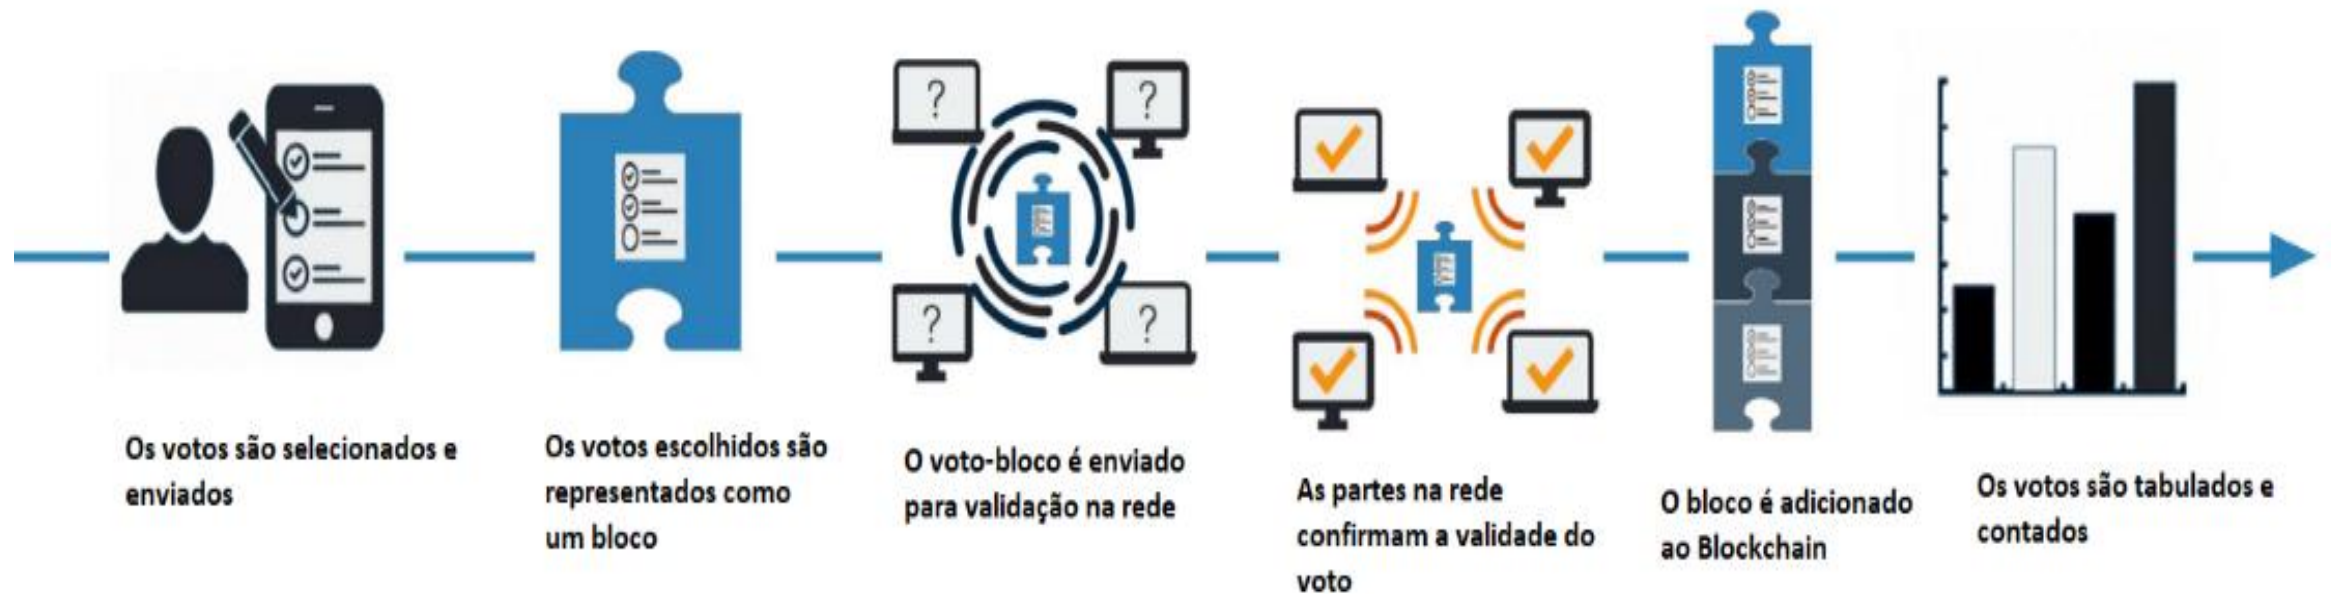 Os votos são selecionados e
enviados
Os votos escolhidos são
representados como
um bloco
?
?
?
?
O voto-bloco é enviado
para validação na rede
As partes na rede
confirmam a validade do
voto
O bloco é adicionado
ao Blockchain
Os votos são tabulados e
contados